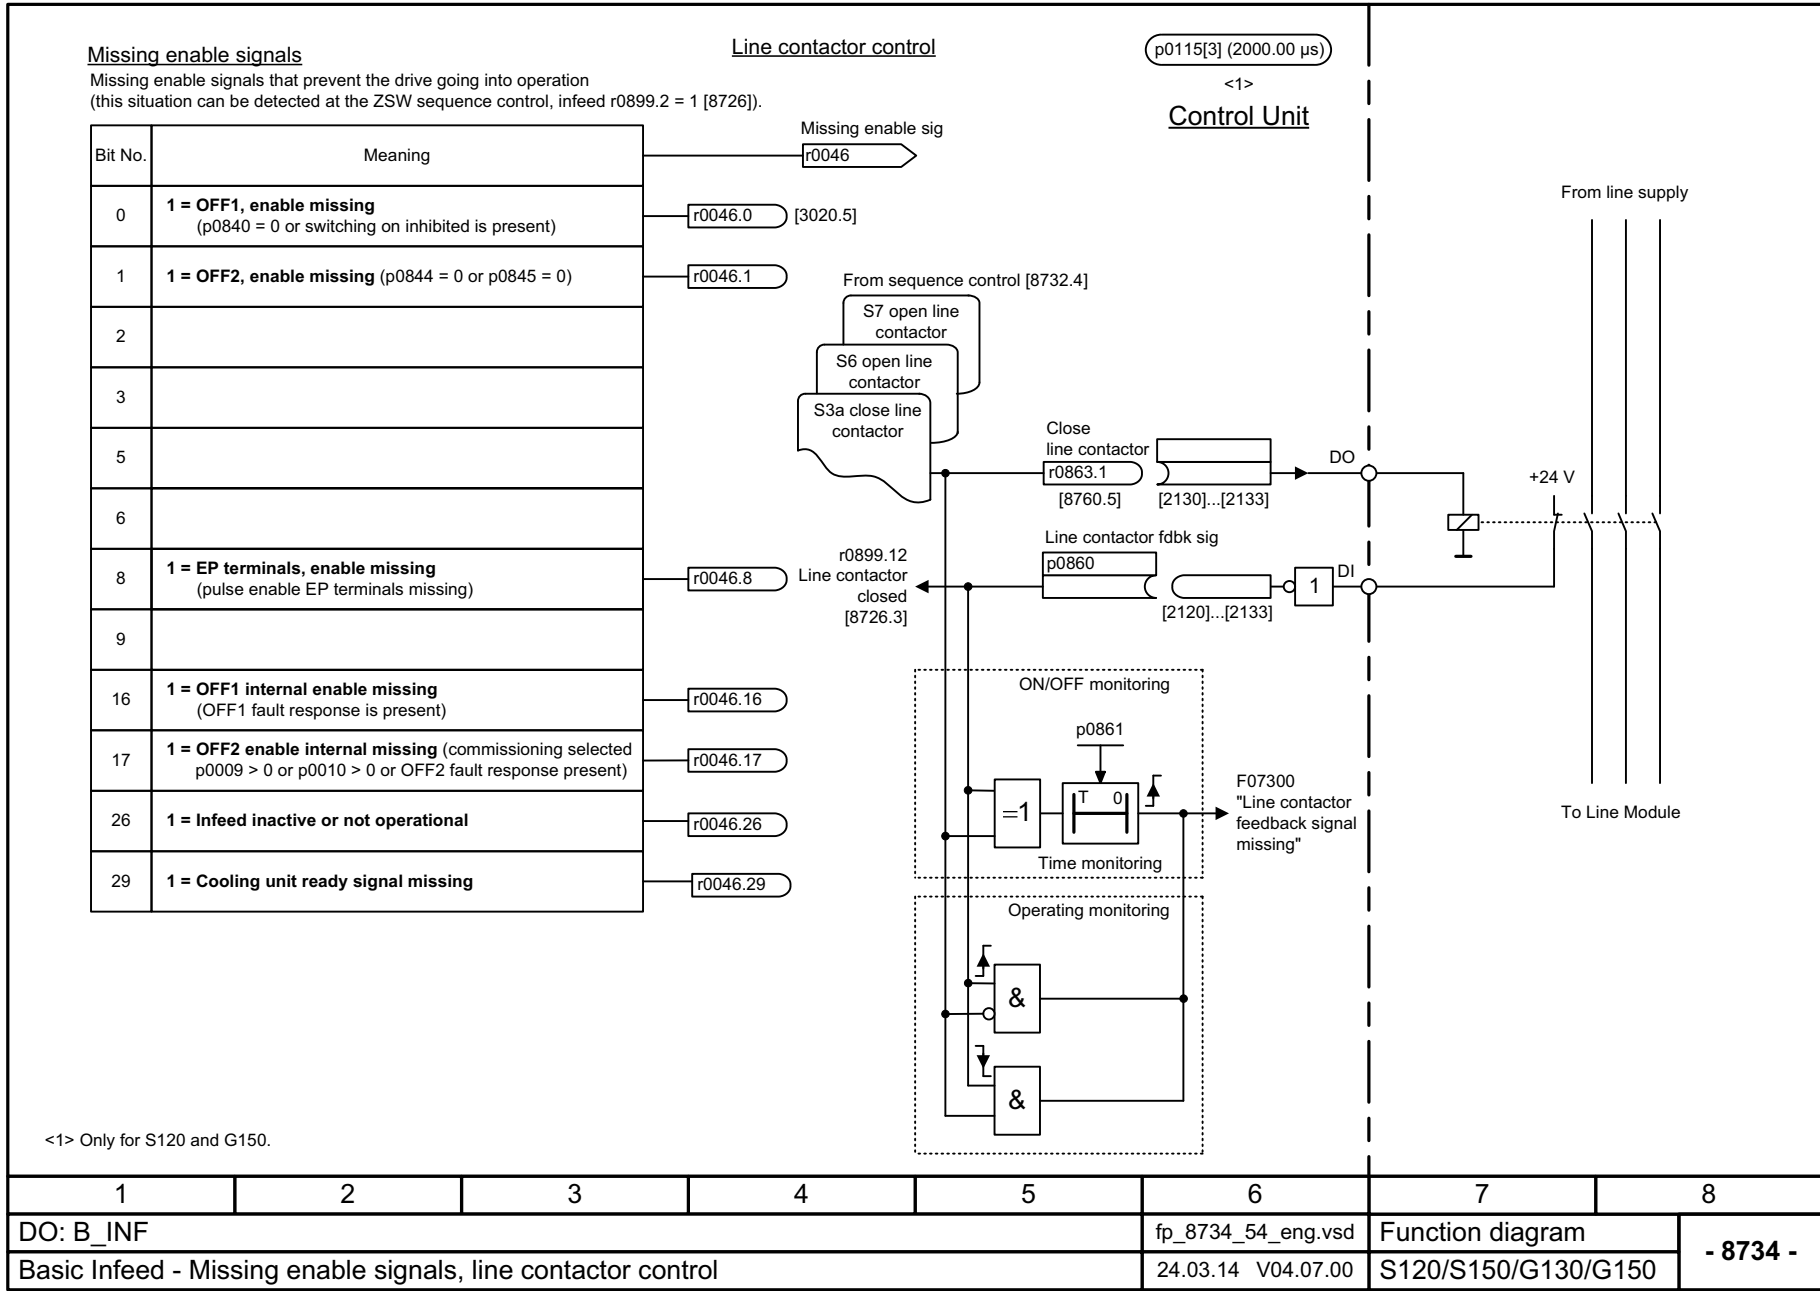 Missing enable signals
Missing enable signals that prevent the drive going into operation
(this situation can be detected at the ZSW sequence control, infeed r0899.2 = 1 [8726]).
Line contactor control
p0115[3] (2000.00 µs)
<1>
Control Unit
Bit No.
Meaning
Missing enable sig
r0046
0
1 = OFF1, enable missing
(p0840 = 0 or switching on inhibited is present)
r0046.0
[3020.5]
1
1 = OFF2, enable missing (p0844 = 0 or p0845 = 0)
r0046.1
2
3
5
6
8
1 = EP terminals, enable missing
(pulse enable EP terminals missing)
r0046.8
9
16
1 = OFF1 internal enable missing
(OFF1 fault response is present)
r0046.16
17
1 = OFF2 enable internal missing (commissioning selected
p0009 > 0 or p0010 > 0 or OFF2 fault response present)
r0046.17
26
1 = Infeed inactive or not operational
r0046.26
29
1 = Cooling unit ready signal missing
r0046.29
From sequence control [8732.4]
S7 open line
contactor
S6 open line
contactor
S3a close line
contactor
Close
line contactor
r0863.1
[8760.5]
[2130]...[2133]
DO
r0899.12
Line contactor
closed
[8726.3]
Line contactor fdbk sig
p0860
[2120]...[2133]
1
DI
From line supply
+24 V
To Line Module
ON/OFF monitoring
p0861
=1
T
0
Time monitoring
F07300
"Line contactor
feedback signal
missing"
Operating monitoring
&
&
<1> Only for S120 and G150.
1
2
3
4
5
6
7
8
DO: B_INF
fp_8734_54_eng.vsd
Function diagram
- 8734 -
Basic Infeed - Missing enable signals, line contactor control
24.03.14 V04.07.00
S120/S150/G130/G150